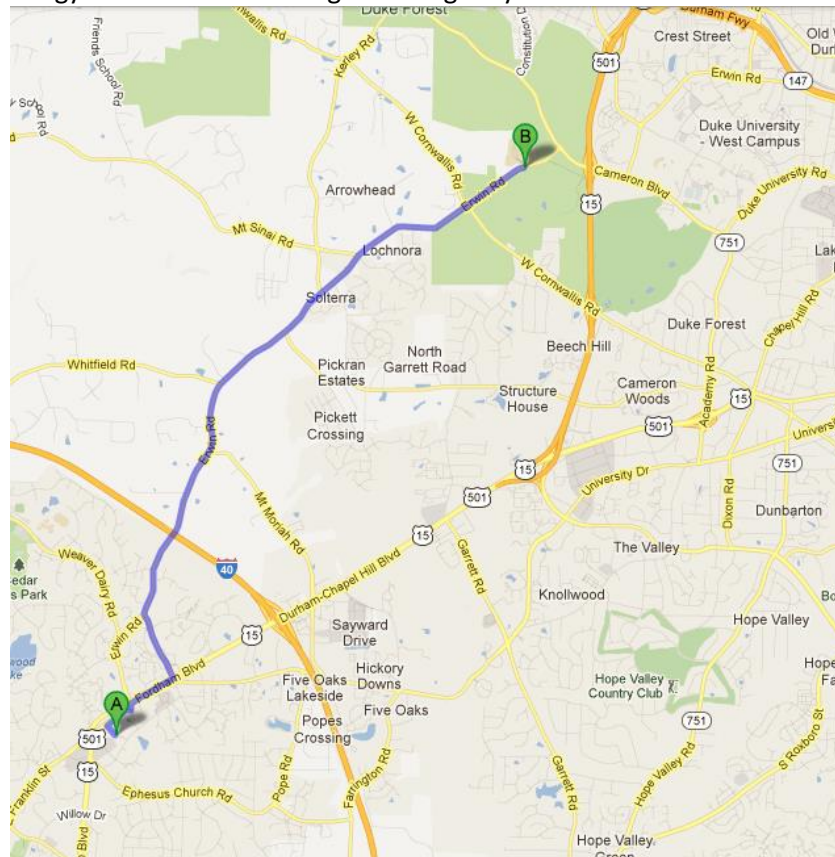 Duke Forest
Crest Street
Durham Fwy
Constitution D
Friends School Rd
Kerley Rd
501
Erwin Rd
147
W Cornwallis Rd
Duke University
- West Campus
B
Arrowhead
Erwin Rd
Cameron Blvd
15
Duke University Rd
Mt Sinai Rd
Lochnora
751
W Cornwallis Rd
Solterra
Duke Forest
Chapel Hill Rd
Whitfield Rd
Pickran
Estates
North
Garrett Road
Beech Hill
Structure
House
Cameron
Woods
Academy Rd
15
Pickett
Crossing
501
Erwin Rd
15
University Dr
751
Mt Moriah Rd
501
Dixon Rd
Dunbarton
15
Weaver Dairy Rd
40
Durham-Chapel Hill Blvd
Garrett Rd
The Valley
Knollwood
Erwin Rd
15
Sayward
Drive
Hope Valley
Fordham Blvd
Five Oaks
Lakeside
Hickory
Downs
Hope Valley
Country Club
A
Five Oaks
501
Popes
Crossing
751
15
Pope Rd
Farrington Rd
Garrett Rd
Hope Valley Rd
S Roxboro St
Franklin St
Ephesus Church Rd
Willow Dr
Hope Valley